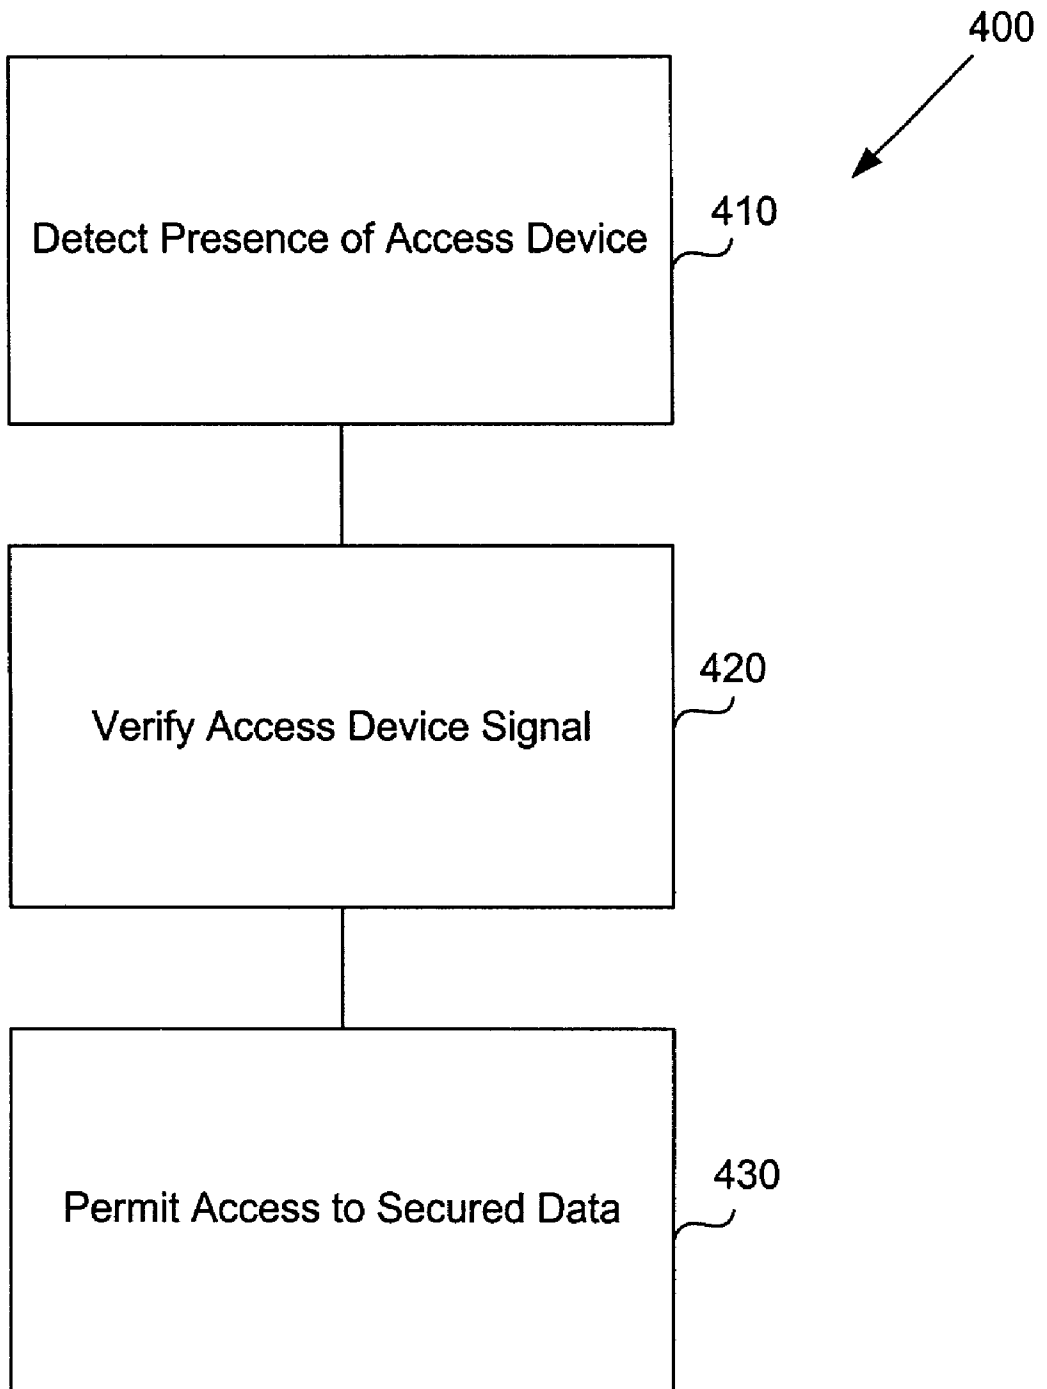 400
Detect Presence of Access Device
410
Verify Access Device Signal
420
Permit Access to Secured Data
430